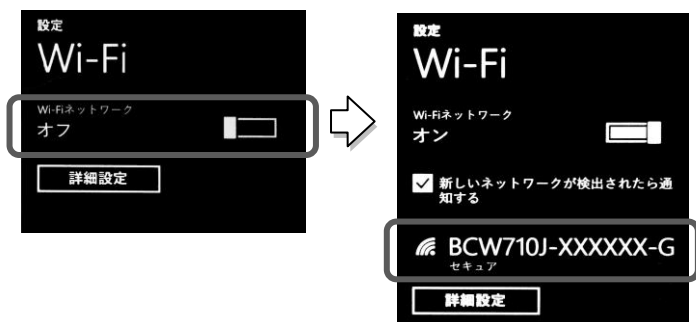 設定
Wi-Fi
Wi-Fiネットワーク
オフ
詳細設定
設定
Wi-Fi
Wi-Fiネットワーク
オン
新しいネットワークが検出されたら通
知する
BCW710J-XXXXXX-G
セキュア
詳細設定